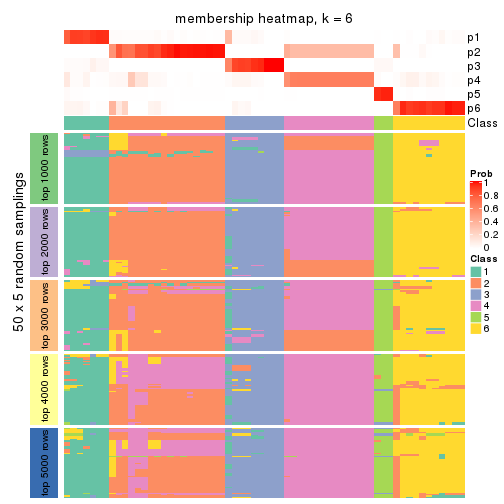 membership heatmap, k = 6
p1
p2
p3
p4
p5
p6
Class
50 x 5 random samplings
top 1000 rows
top 2000 rows
top 3000 rows
top 4000 rows
top 5000 rows
Prob
1
0.8
0.6
0.4
0.2
0
Class
1
2
3
4
5
6